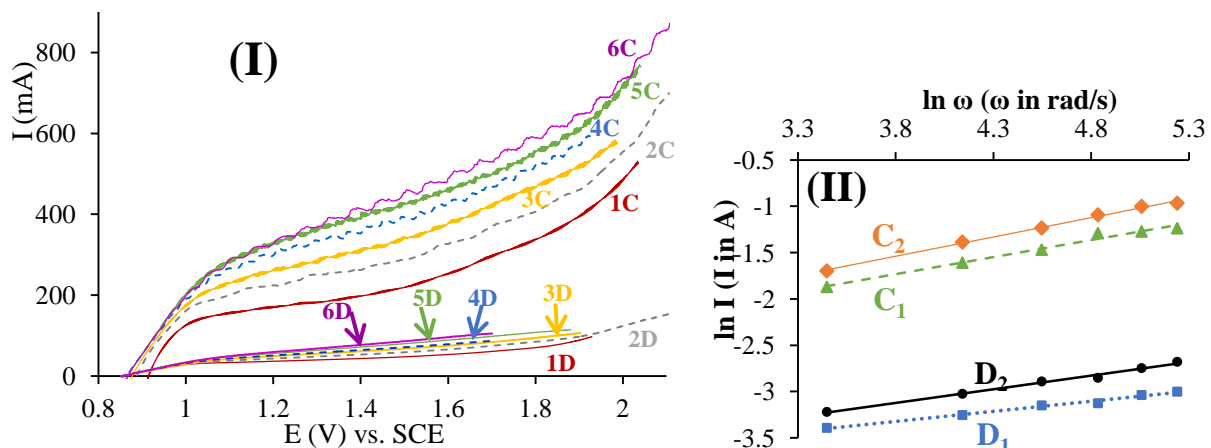 (I)
I (mA)
800
600
400
200
0
0.8
1
1.2
1.4
1.6
1.8
2
E (V) vs. SCE
6C
5C
4C
2C
3C
1C
6D
5D
4D
3D
2D
1D
ln ω (ω in rad/s)
3.3
3.8
4.3
4.8
5.3
(II)
ln I (I in A)
-0.5
-1
-1.5
-2
-2.5
-3
-3.5
C2
C1
D2
D1